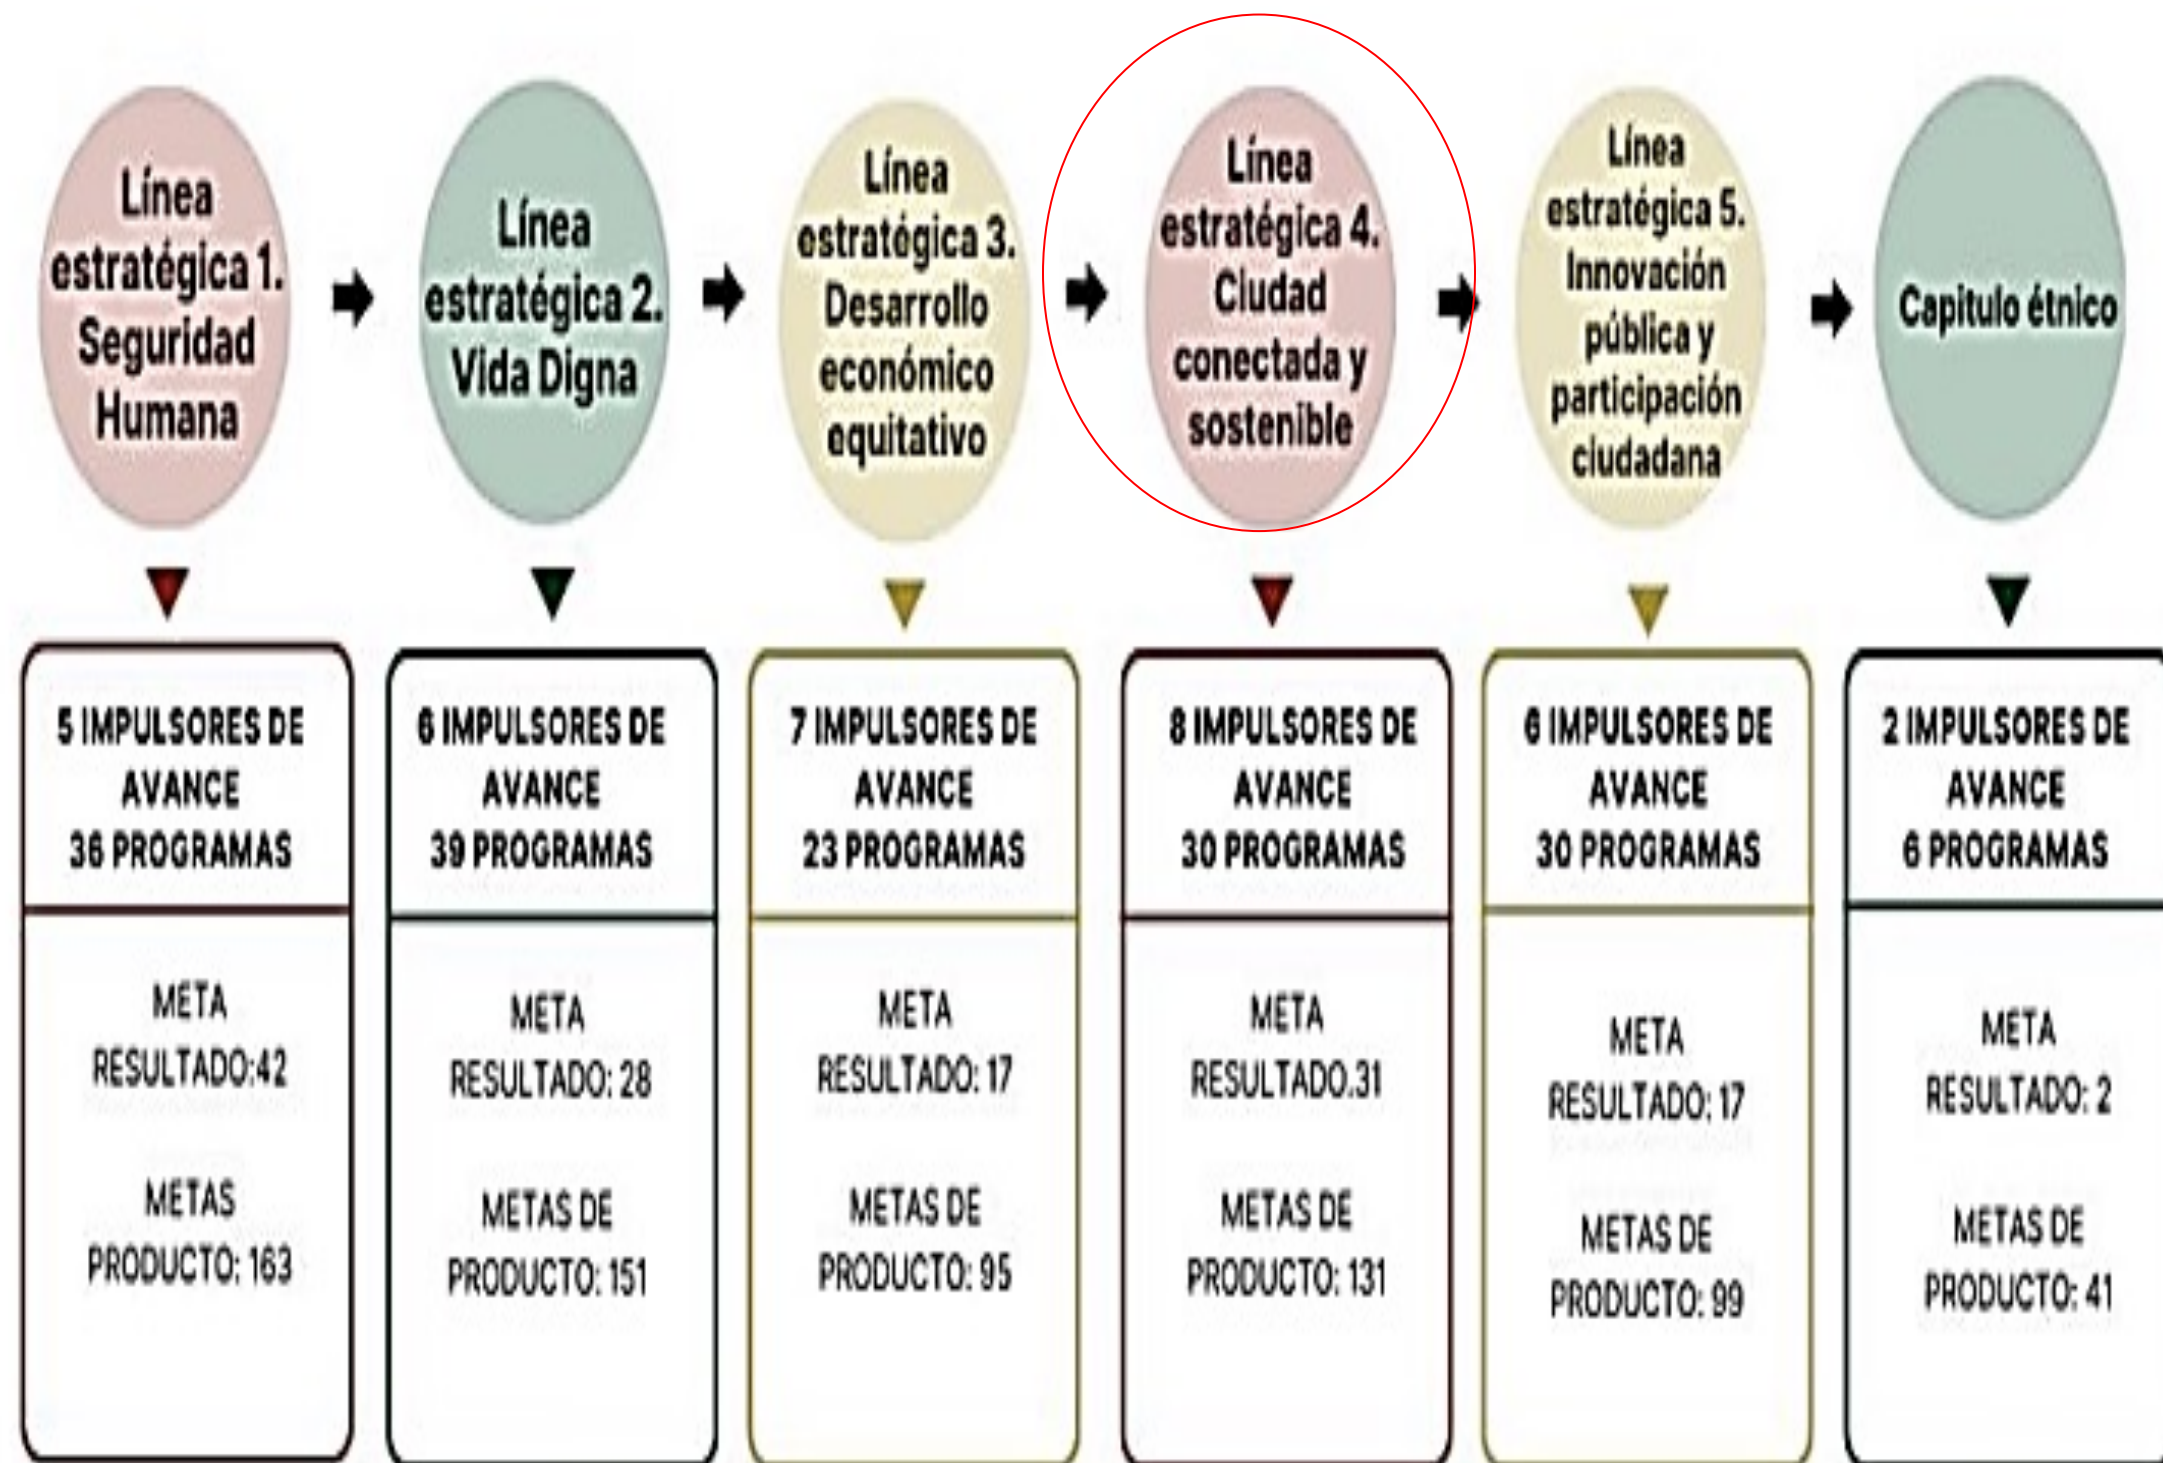 Línea
estratégica 1.
Seguridad
Humana
Línea
estratégica 2.
Vida Digna
Línea
estratégica 3.
Desarrollo
económico
equitativo
Línea
estratégica 4.
Ciudad
conectada y
sostenible
Línea
estratégica 5.
Innovación
pública y
participación
ciudadana
Capitulo étnico
5 IMPULSORES DE
AVANCE
36 PROGRAMAS
META
RESULTADO:42
METAS
PRODUCTO: 163
6 IMPULSORES DE
AVANCE
39 PROGRAMAS
META
RESULTADO: 28
METAS DE
PRODUCTO: 151
7 IMPULSORES DE
AVANCE
23 PROGRAMAS
META
RESULTADO: 17
METAS DE
PRODUCTO: 95
8 IMPULSORES DE
AVANCE
30 PROGRAMAS
META
RESULTADO.31
METAS DE
PRODUCTO: 131
6 IMPULSORES DE
AVANCE
30 PROGRAMAS
META
RESULTADO: 17
METAS DE
PRODUCTO: 99
2 IMPULSORES DE
AVANCE
6 PROGRAMAS
META
RESULTADO: 2
METAS DE
PRODUCTO: 41